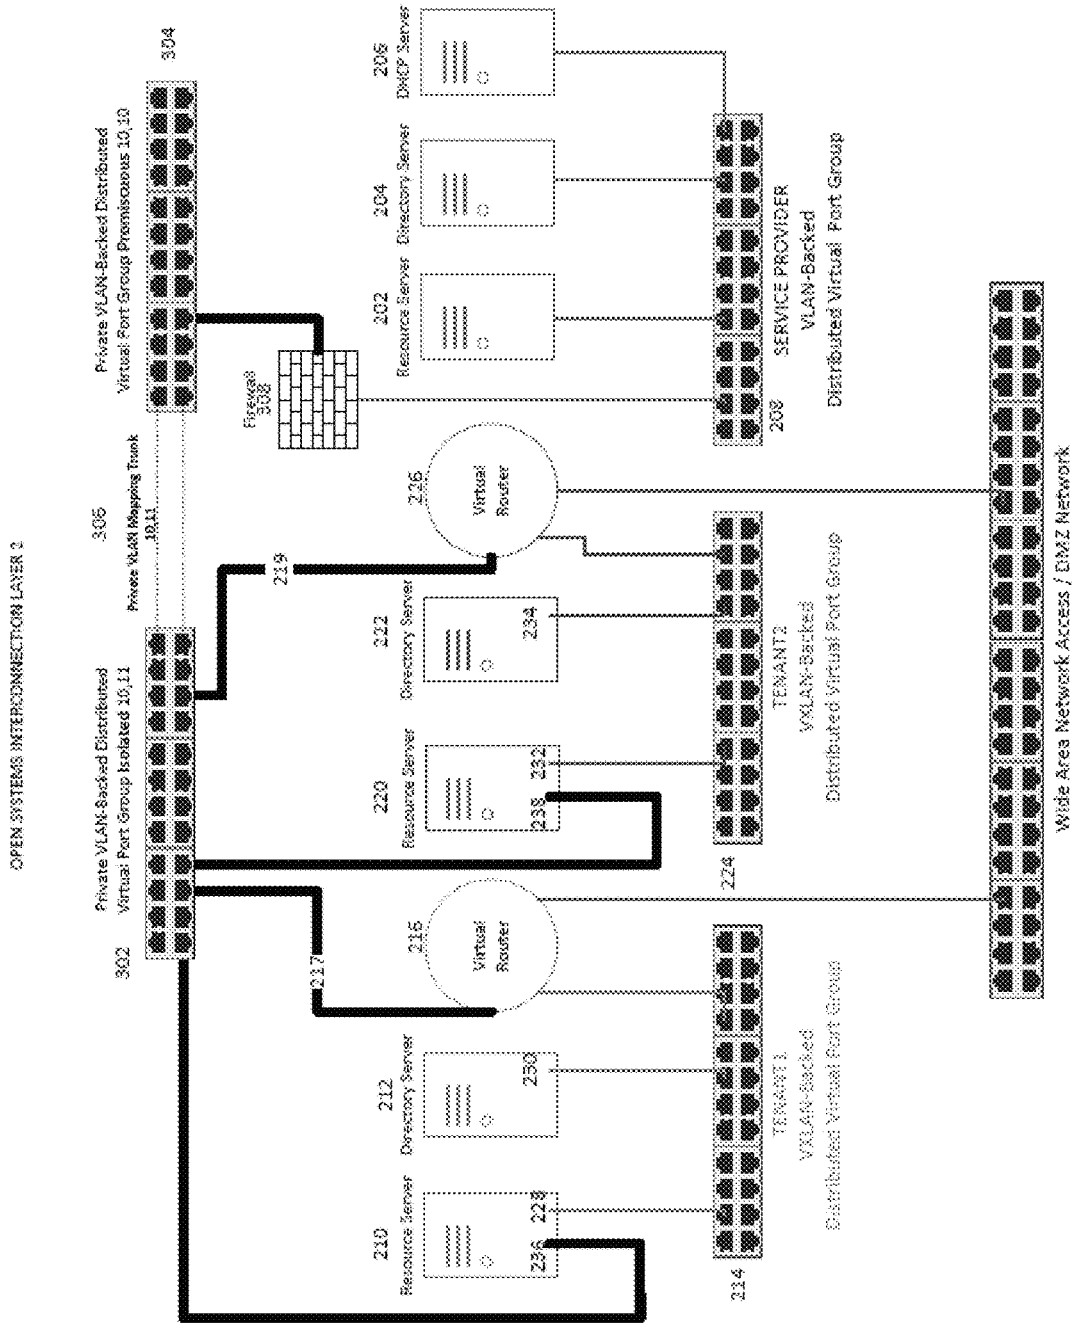 OPEN SYSTEMS INTERCONNECTION LAYER 2
302
Private VLAN-Backed Distributed
Virtual Port Group Isolated 10,11
306
Private VLAN Mapping Trunk
10,11
Private VLAN-Backed Distributed
Virtual Port Group Promiscuous 10,10
304
217
219
Firewall
308
210
Resource Server
236
228
212
Directory Server
230
216
Virtual
Router
220
Resource Server
238
232
222
Directory Server
234
226
Virtual
Router
202
Resource Server
204
Directory Server
206
DHCP Server
214
TENANT1
VXLAN-Backed
Distributed Virtual Port Group
224
TENANT2
VXLAN-Backed
Distributed Virtual Port Group
208
SERVICE PROVIDER
VLAN-Backed
Distributed Virtual Port Group
Wide Area Network Access / DMZ Network